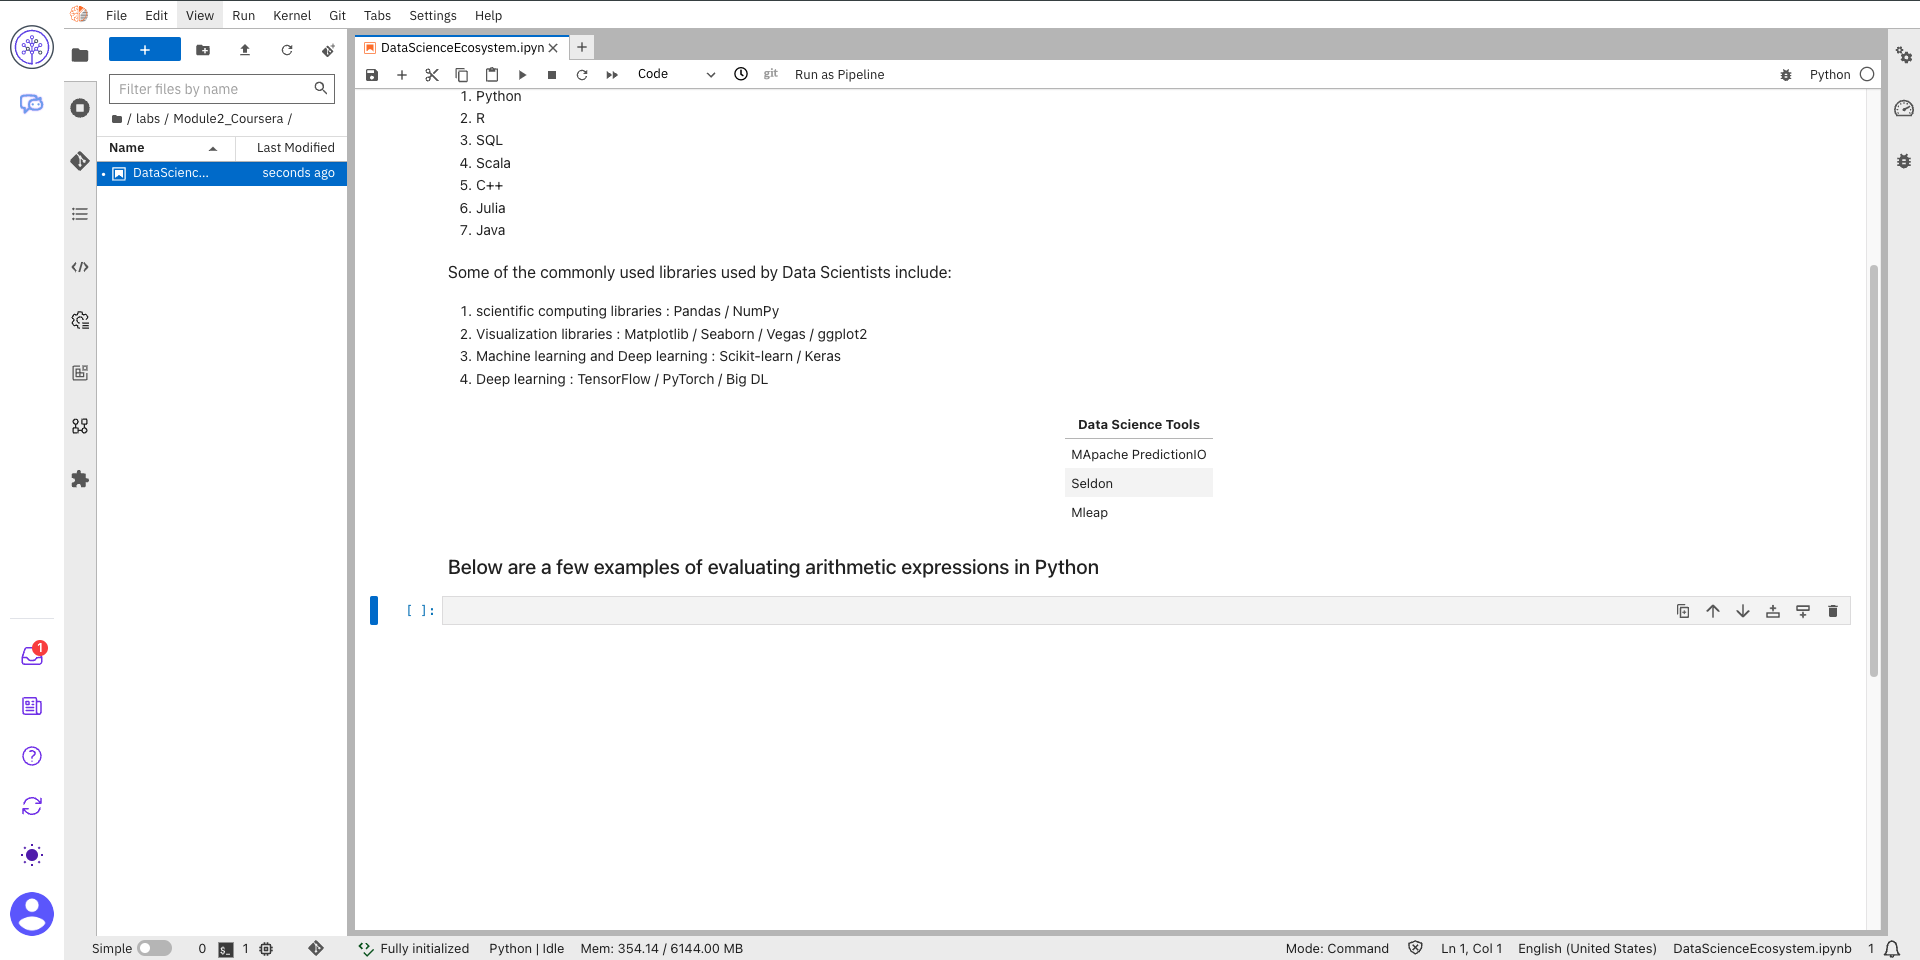 File Edit View Run Kernel Git Tabs Settings Help
DataScienceEcosystem.ipyn
Code
git
Run as Pipeline
Python
Filter files by name
/ labs / Module2_Coursera /
Name Last Modified
DataScienc... seconds ago
1. Python
2. R
3. SQL
4. Scala
5. C++
6. Julia
7. Java
Some of the commonly used libraries used by Data Scientists include:
1. scientific computing libraries : Pandas / NumPy
2. Visualization libraries : Matplotlib / Seaborn / Vegas / ggplot2
3. Machine learning and Deep learning : Scikit-learn / Keras
4. Deep learning : TensorFlow / PyTorch / Big DL
Data Science Tools
MApache PredictionIO
Seldon
Mleap
Below are a few examples of evaluating arithmetic expressions in Python
[ ]:
1
Simple 0 $_ 1 Fully initialized Python | Idle Mem: 354.14 / 6144.00 MB Mode: Command Ln 1, Col 1 English (United States) DataScienceEcosystem.ipynb 1